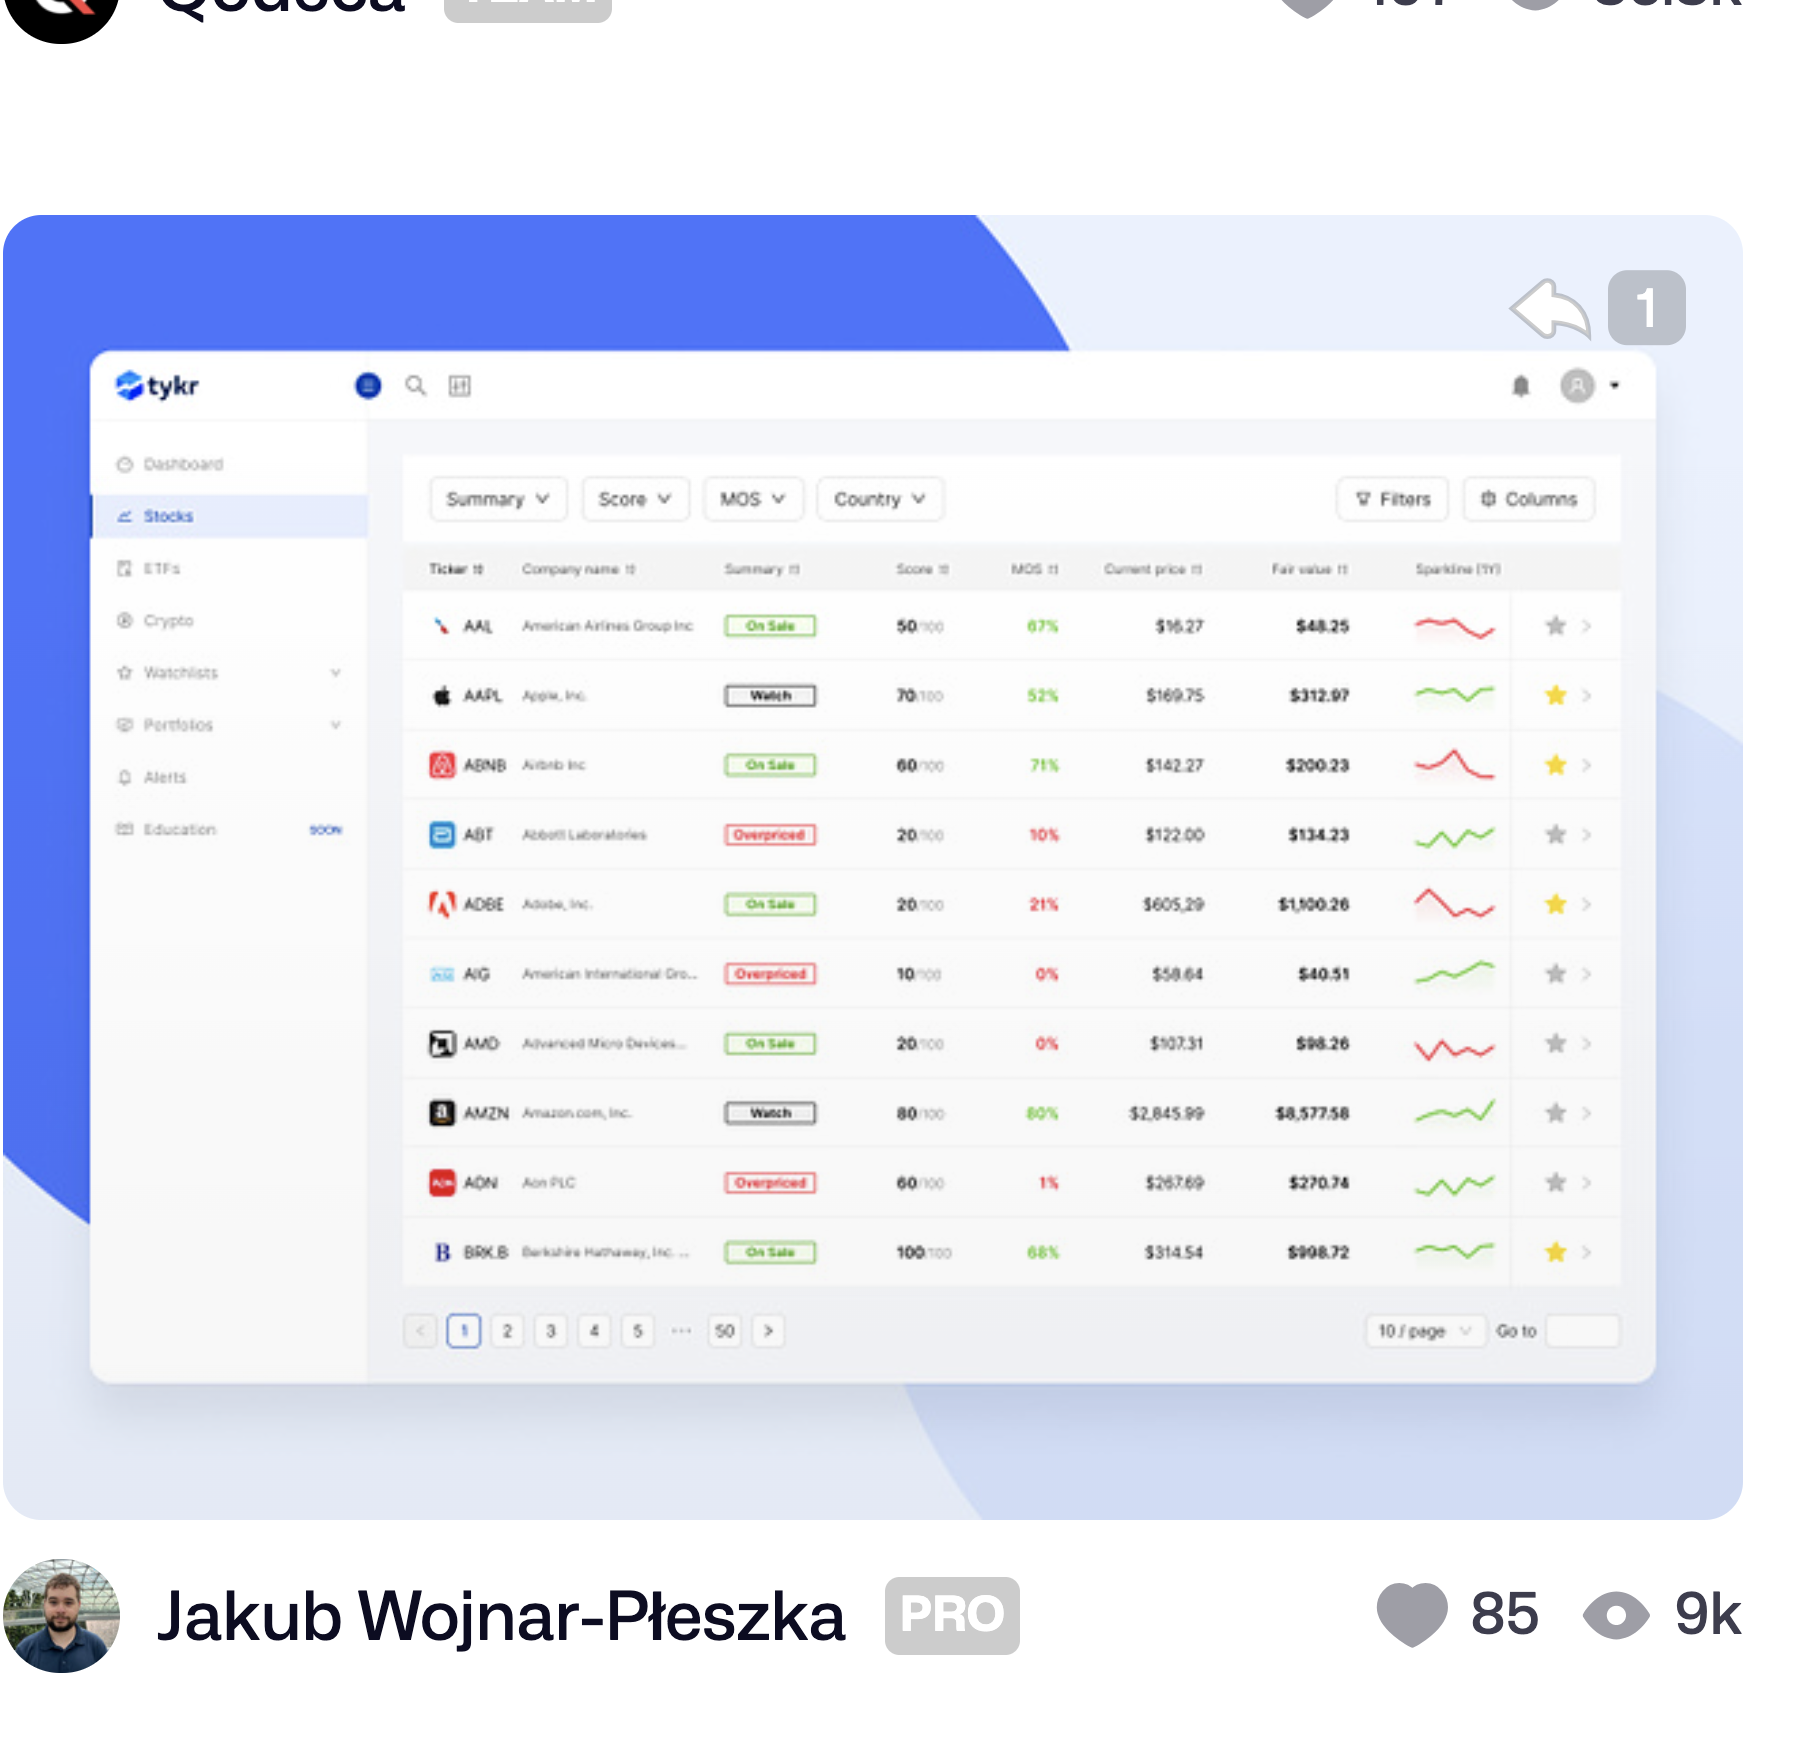 TEAM
1
tykr
Dashboard
Stocks
ETFs
Crypto
Watchlists
Portfolios
Alerts
Education SOON
Summary Score MOS Country Filters Columns
Ticker Company name Summary Score MOS Current price Fair value Sparkline (1Y)
AAL American Airlines Group Inc On Sale 50/100 67% $16.27 $48.25
AAPL Apple, Inc. Watch 70/100 52% $169.75 $312.97
ABNB Airbnb Inc On Sale 60/100 71% $142.27 $200.23
ABT Abbott Laboratories Overpriced 20/100 10% $122.00 $134.23
ADBE Adobe, Inc. On Sale 20/100 21% $605,29 $1,100.26
AIG American International Gro... Overpriced 10/100 0% $58.64 $40.51
AMD Advanced Micro Devices... On Sale 20/100 0% $107.31 $98.26
AMZN Amazon.com, Inc. Watch 80/100 80% $2,845.99 $8,577.58
AON Aon PLC Overpriced 60/100 1% $267.69 $270.74
BRK.B Berkshire Hathaway, Inc. ... On Sale 100/100 68% $314.54 $998.72
< 1 2 3 4 5 ... 50 > 10 / page Go to
Jakub Wojnar-Płeszka PRO 85 9k